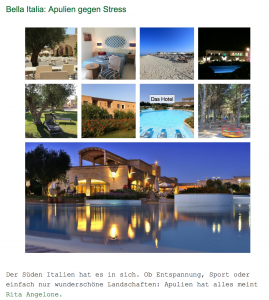 Bella Italia: Apulien gegen Stress
Das Hotel
Der Süden Italien hat es in sich. Ob Entspannung, Sport oder
einfach nur wunderschöne Landschaften: Apulien hat alles meint
Rita Angelone.